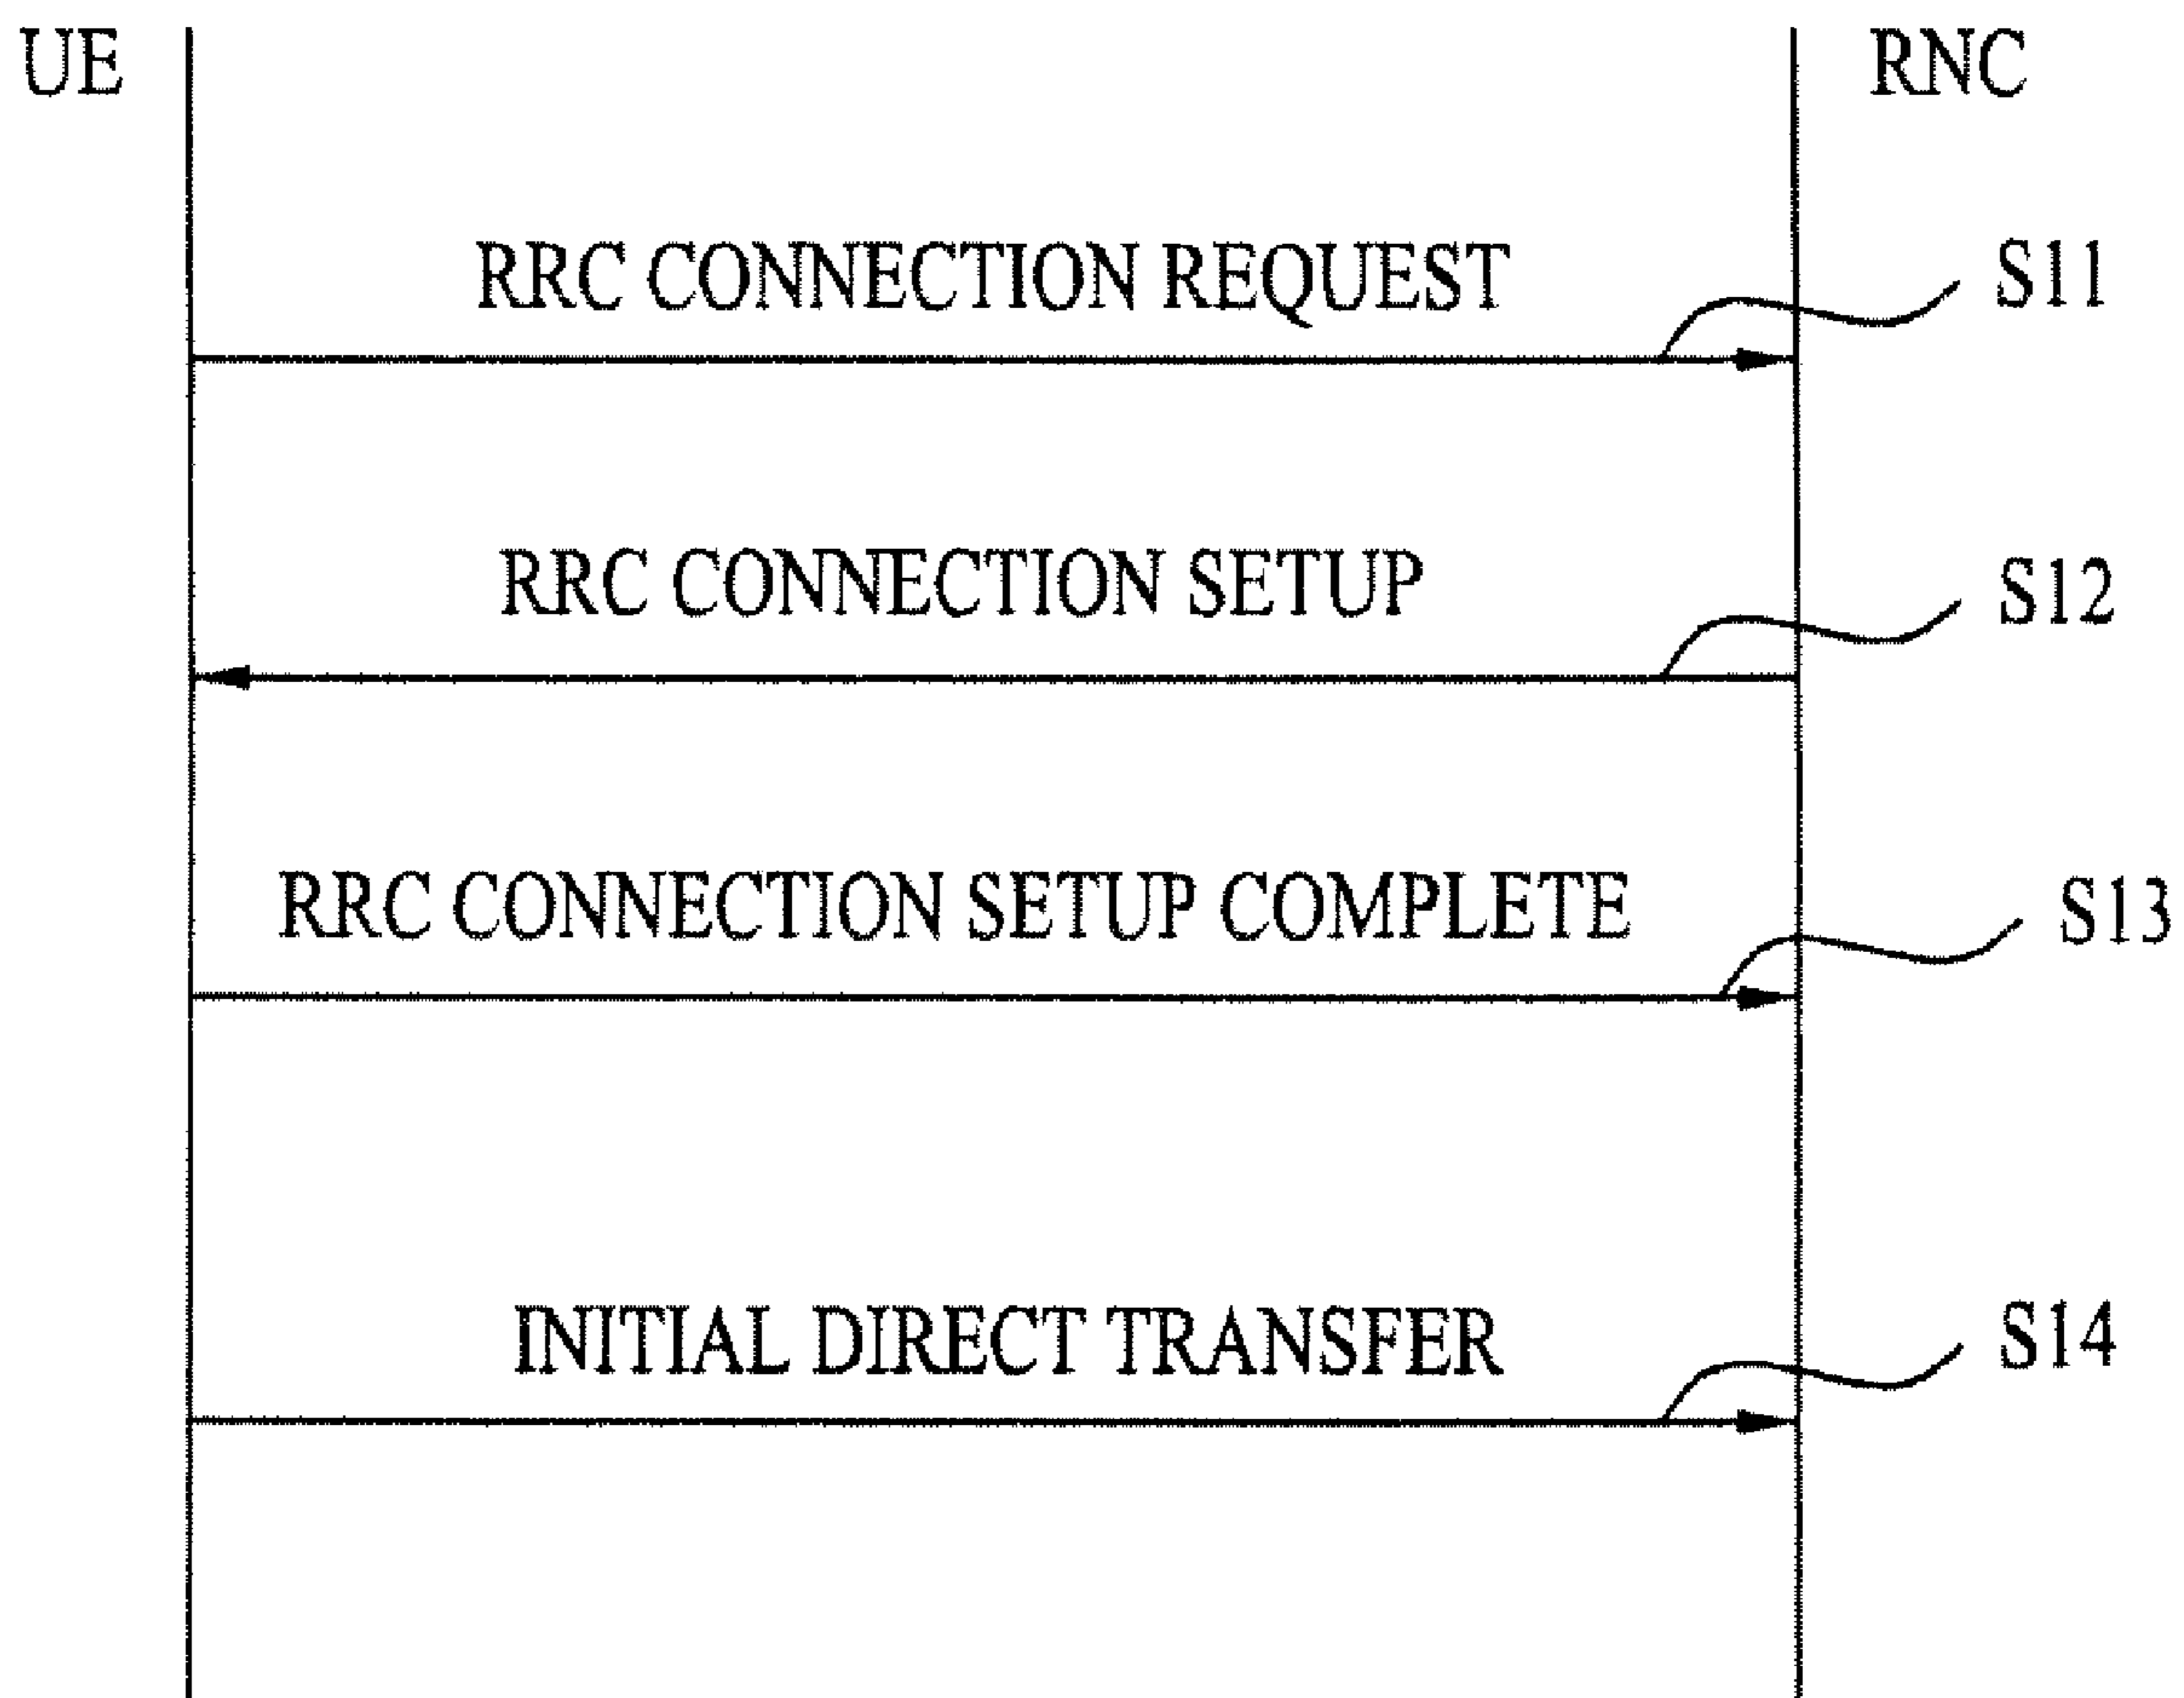 UE
RNC
RRC CONNECTION REQUEST
S11
RRC CONNECTION SETUP
S12
RRC CONNECTION SETUP COMPLETE
S13
INITIAL DIRECT TRANSFER
S14